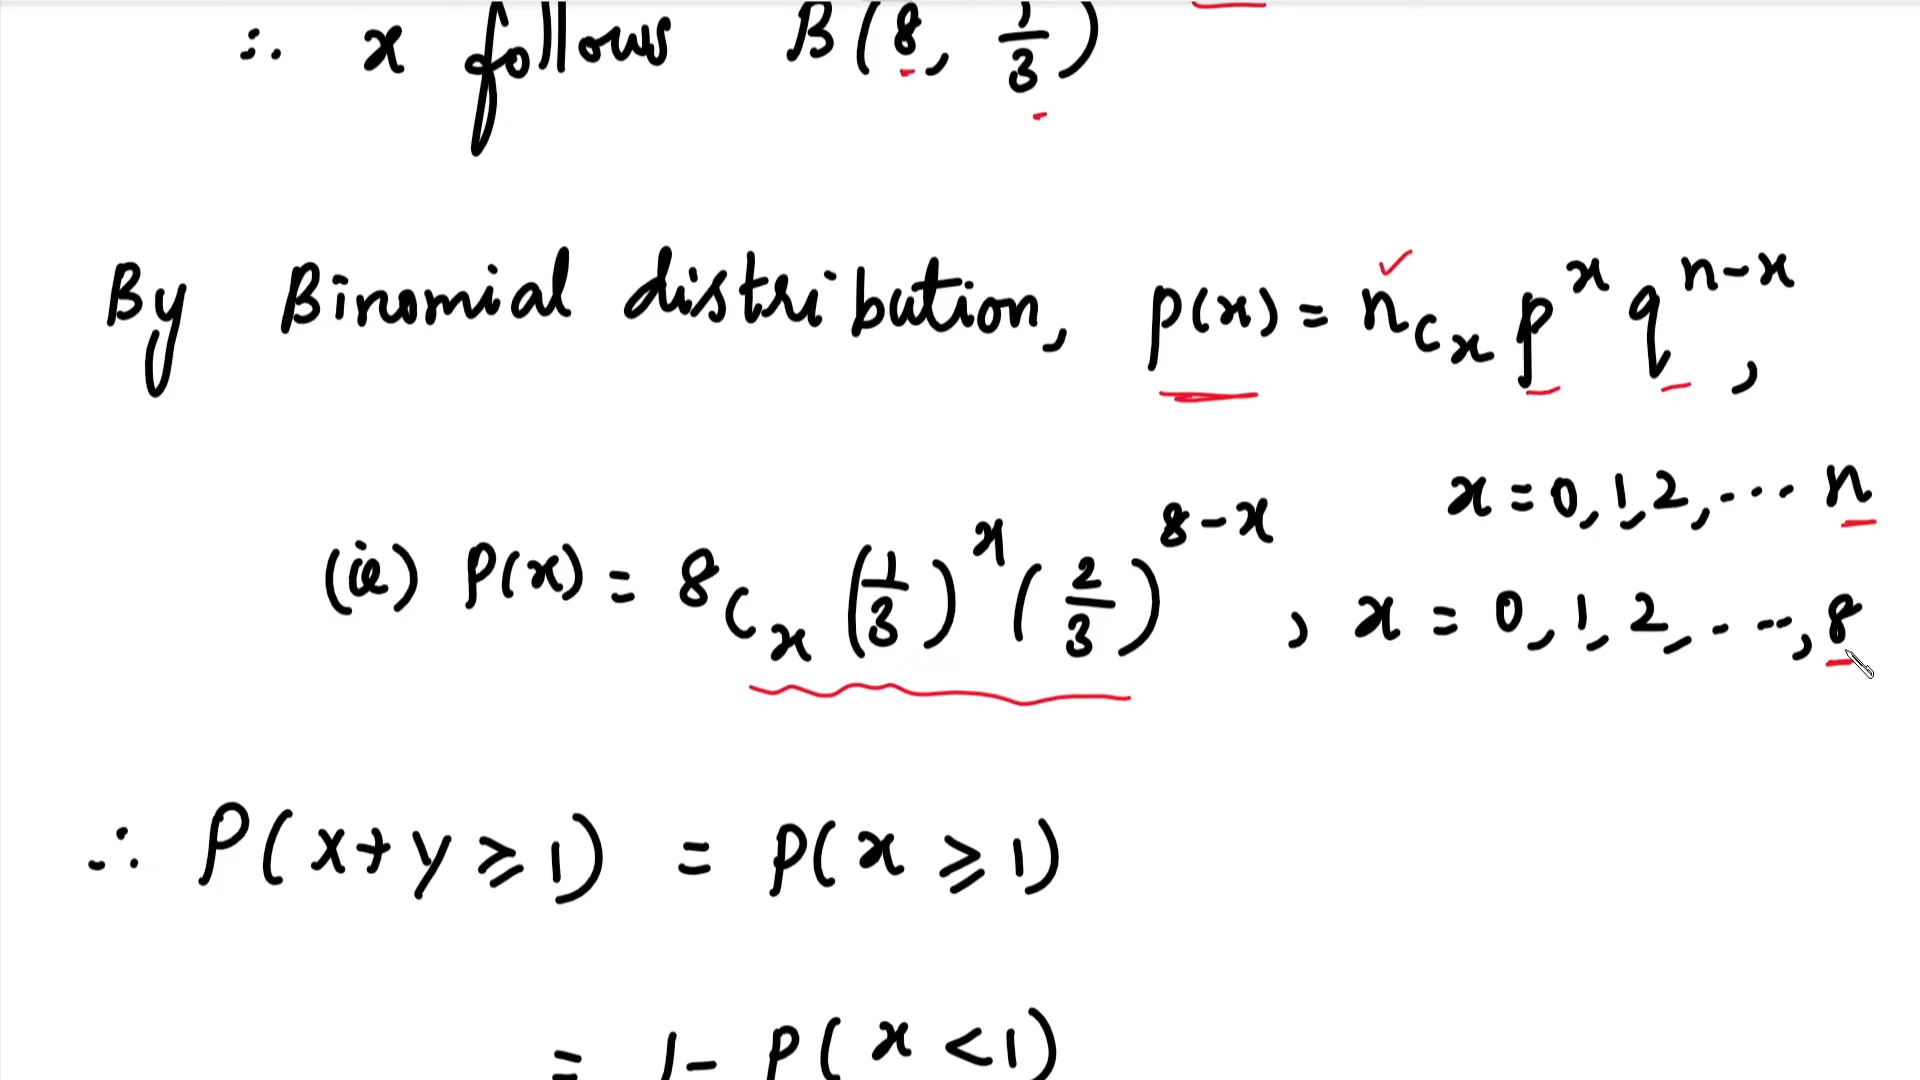 ∴ x follows B(8, 1/3)
By Binomial distribution, p(x) = nCx p^x q^(n-x),
x = 0, 1, 2, ... n
(ie) P(x) = 8Cx (1/3)^x (2/3)^(8-x), x = 0, 1, 2, ..., 8
∴ P(x+y ≥ 1) = P(x ≥ 1)
= 1 - P(x < 1)